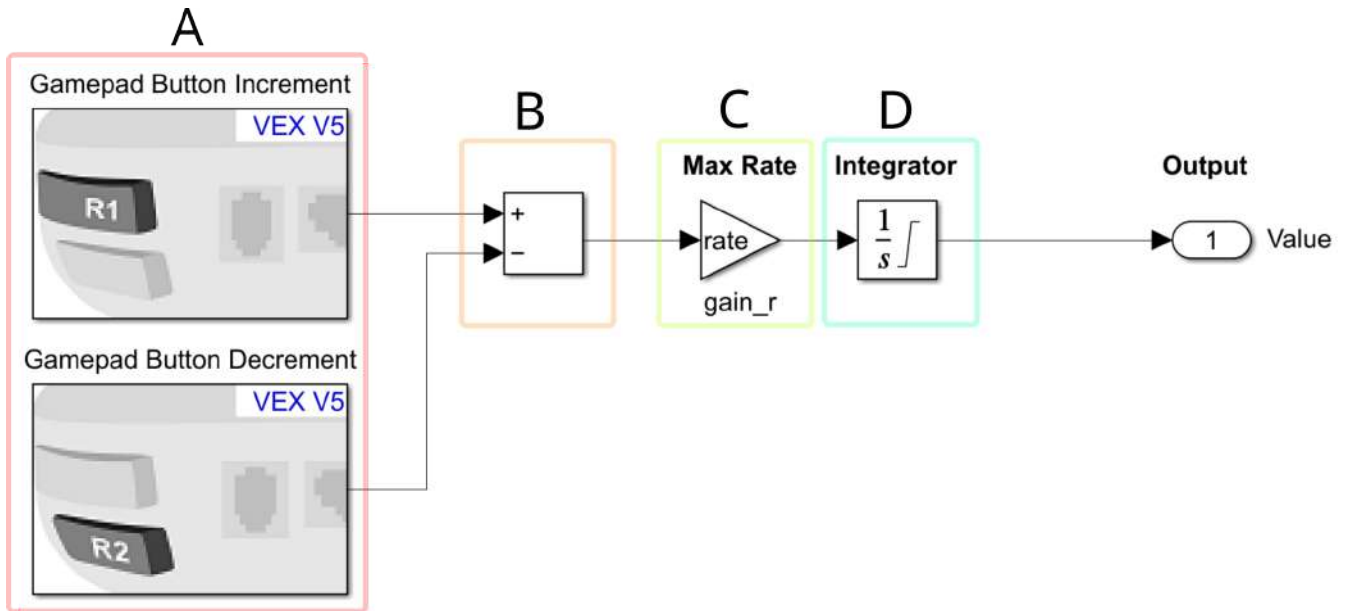 A
Gamepad Button Increment
VEX V5
R1
B
C
D
Max Rate
Integrator
Output
+
−
rate
1
s
1
Value
gain_r
Gamepad Button Decrement
VEX V5
R2